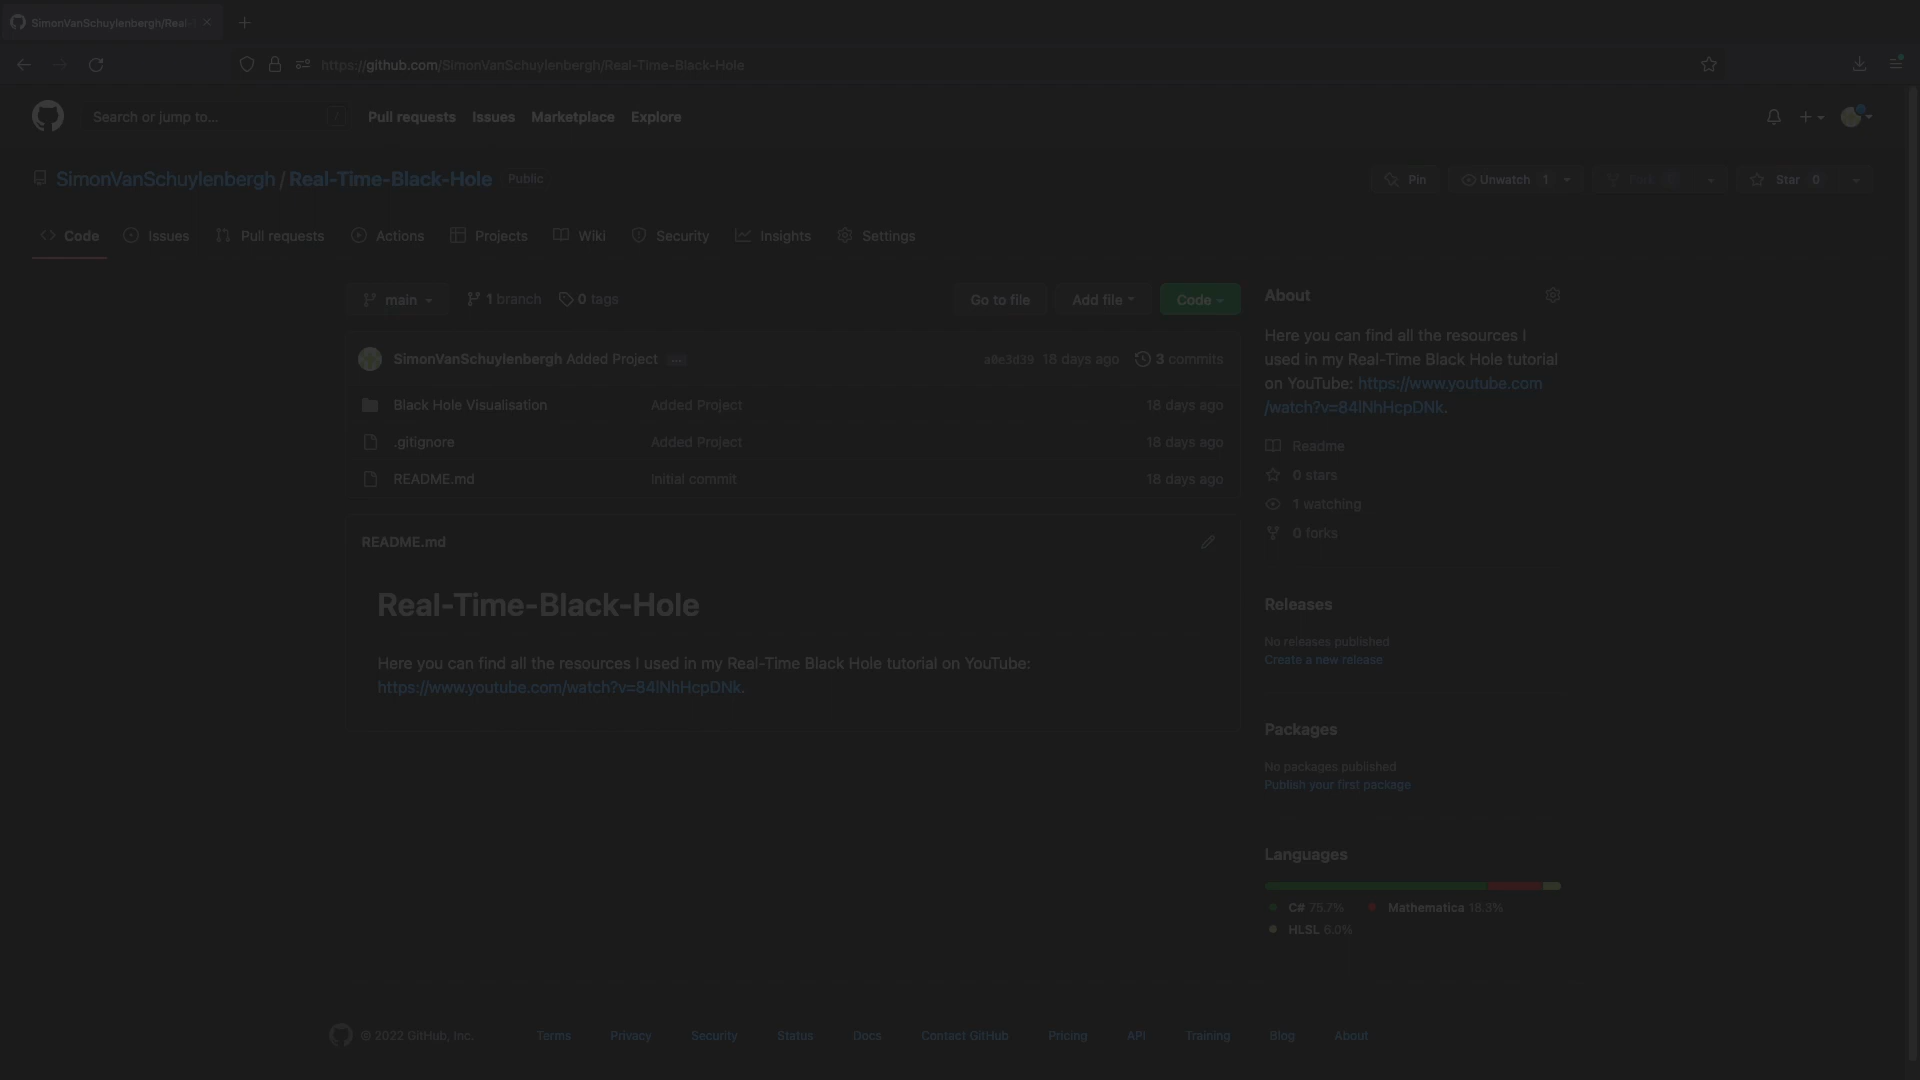 SimonVanSchuylenbergh/Real-
https://github.com/SimonVanSchuylenbergh/Real-Time-Black-Hole
Search or jump to...
/
Pull requests Issues Marketplace Explore
SimonVanSchuylenbergh / Real-Time-Black-Hole Public
Pin Unwatch 1 Fork 0 Star 0
Code Issues Pull requests Actions Projects Wiki Security Insights Settings
main 1 branch 0 tags Go to file Add file Code
SimonVanSchuylenbergh Added Project ... a0e3d39 18 days ago 3 commits
Black Hole Visualisation Added Project 18 days ago
.gitignore Added Project 18 days ago
README.md Initial commit 18 days ago
README.md
Real-Time-Black-Hole
Here you can find all the resources I used in my Real-Time Black Hole tutorial on YouTube:
https://www.youtube.com/watch?v=84lNhHcpDNk.
About
Here you can find all the resources I
used in my Real-Time Black Hole tutorial
on YouTube: https://www.youtube.com
/watch?v=84lNhHcpDNk.
Readme
0 stars
1 watching
0 forks
Releases
No releases published
Create a new release
Packages
No packages published
Publish your first package
Languages
C# 75.7% Mathematica 18.3%
HLSL 6.0%
© 2022 GitHub, Inc. Terms Privacy Security Status Docs Contact GitHub Pricing API Training Blog About